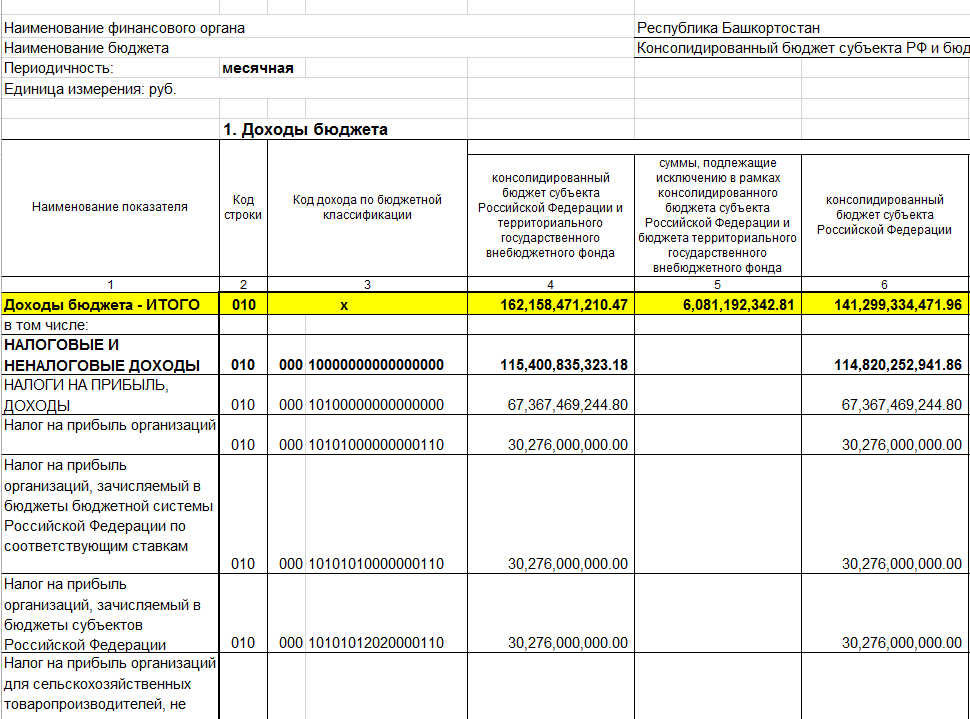 Наименование финансового органа Республика Башкортостан
Наименование бюджета Консолидированный бюджет субъекта РФ и бюд
Периодичность: месячная
Единица измерения: руб.
1. Доходы бюджета
Наименование показателя
Код
строки
Код дохода по бюджетной
классификации
консолидированный
бюджет субъекта
Российской Федерации и
территориального
государственного
внебюджетного фонда
суммы, подлежащие
исключению в рамках
консолидированного
бюджета субъекта
Российской Федерации и
бюджета территориального
государственного
внебюджетного фонда
консолидированный
бюджет субъекта
Российской Федерации
1 2 3 4 5 6
Доходы бюджета - ИТОГО 010 x 162,158,471,210.47 6,081,192,342.81 141,299,334,471.96
в том числе:
НАЛОГОВЫЕ И
НЕНАЛОГОВЫЕ ДОХОДЫ 010 000 10000000000000000 115,400,835,323.18 114,820,252,941.86
НАЛОГИ НА ПРИБЫЛЬ,
ДОХОДЫ 010 000 10100000000000000 67,367,469,244.80 67,367,469,244.80
Налог на прибыль организаций
010 000 10101000000000110 30,276,000,000.00 30,276,000,000.00
Налог на прибыль
организаций, зачисляемый в
бюджеты бюджетной системы
Российской Федерации по
соответствующим ставкам
010 000 10101010000000110 30,276,000,000.00 30,276,000,000.00
Налог на прибыль
организаций, зачисляемый в
бюджеты субъектов
Российской Федерации 010 000 10101012020000110 30,276,000,000.00 30,276,000,000.00
Налог на прибыль организаций
для сельскохозяйственных
товаропроизводителей, не